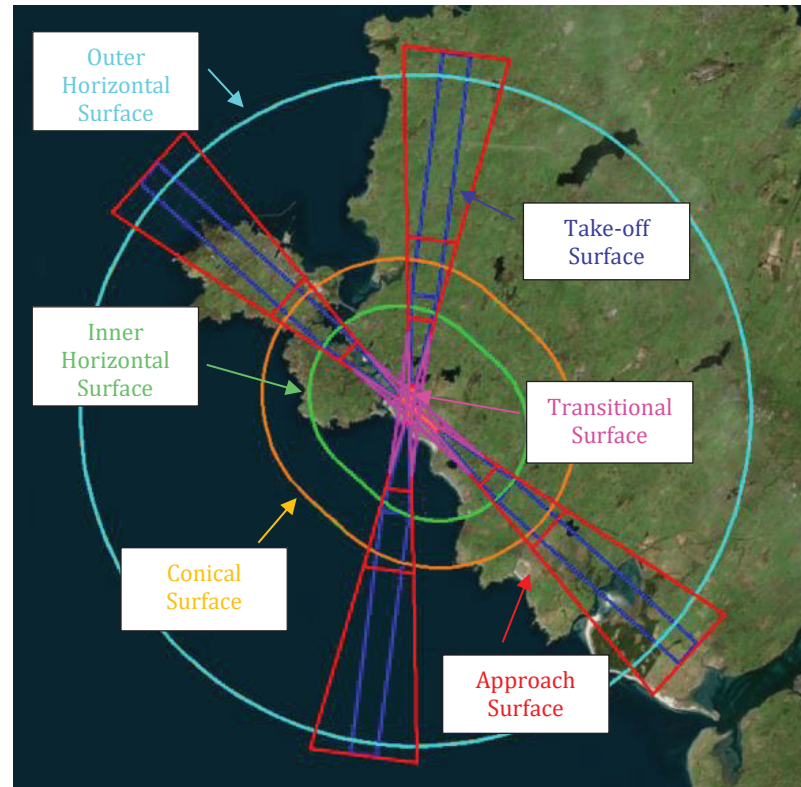 Outer
Horizontal
Surface
Take-off
Surface
Inner
Horizontal
Surface
Transitional
Surface
Conical
Surface
Approach
Surface